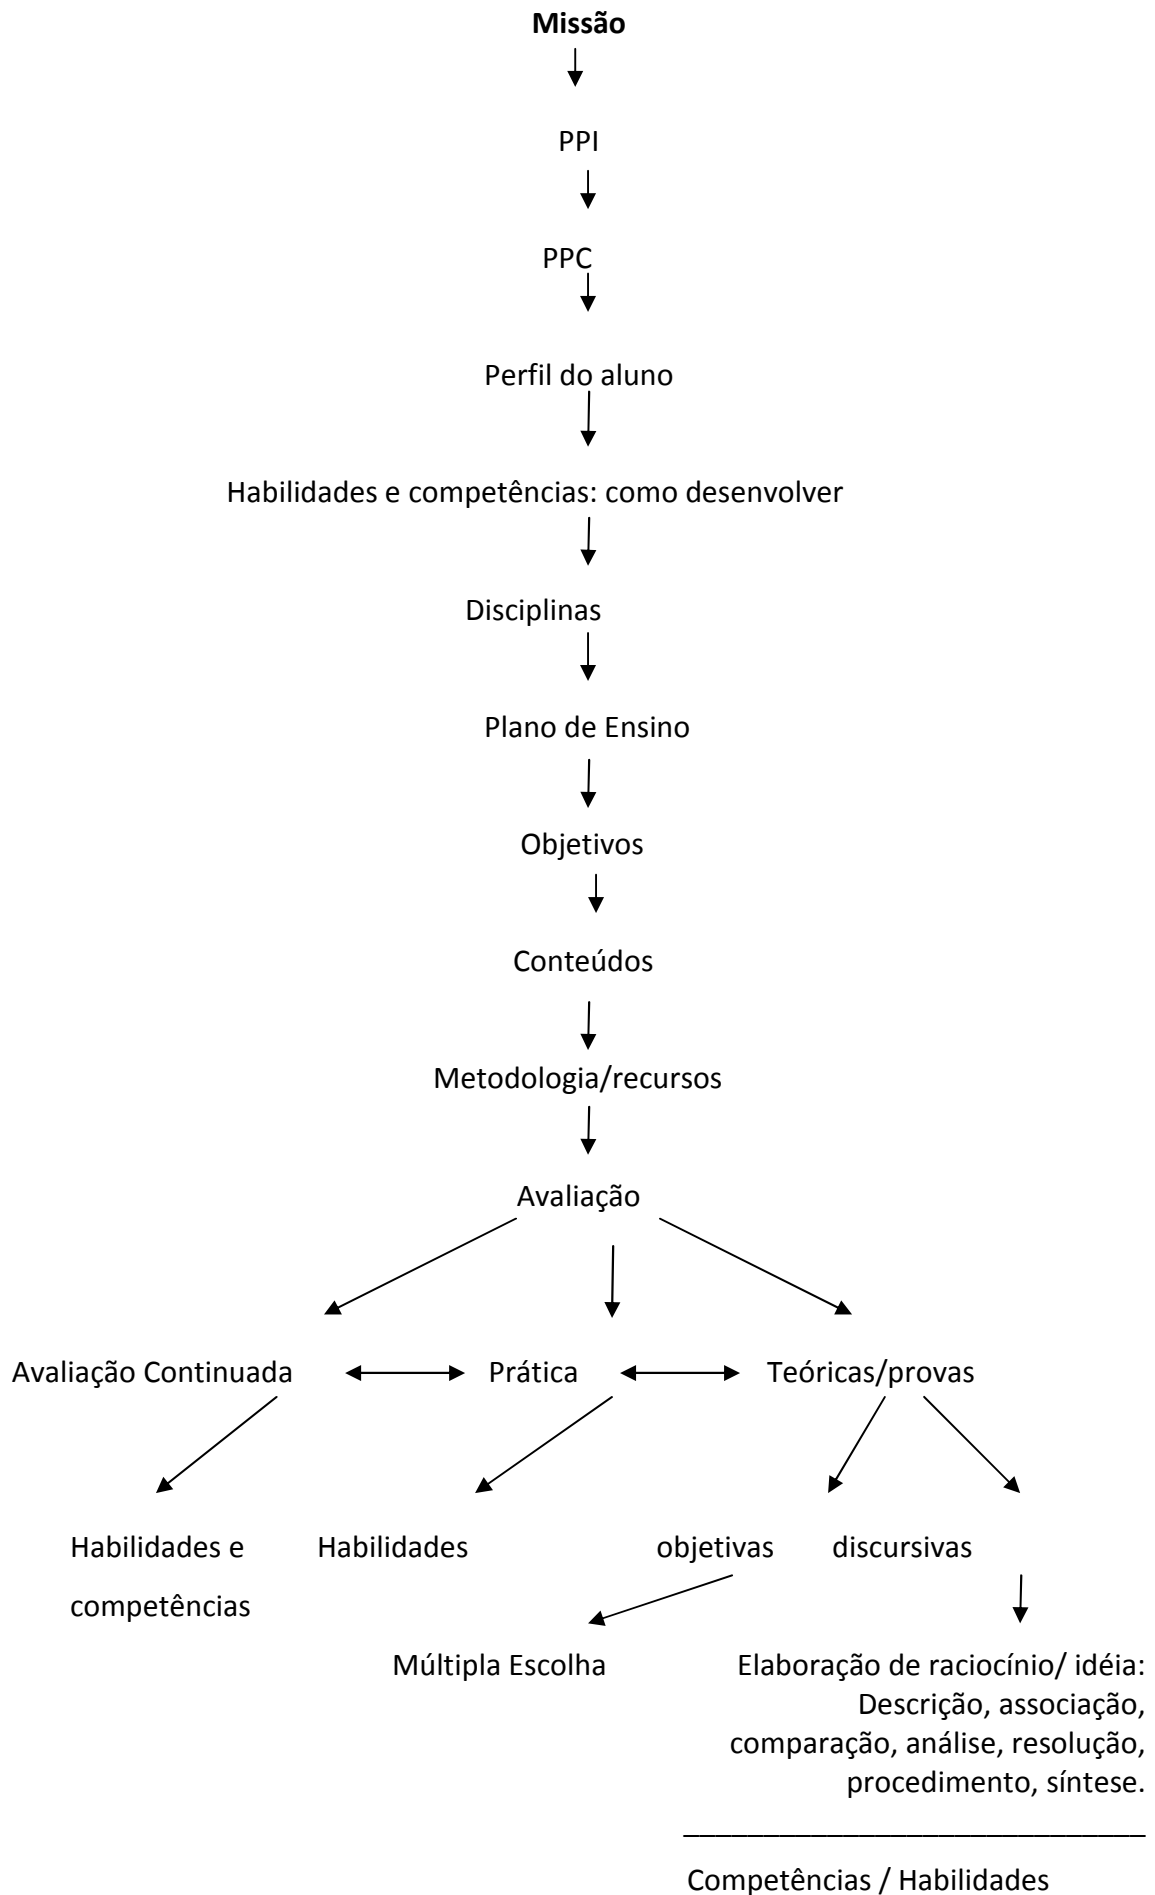 Missão
PPI
PPC
Perfil do aluno
Habilidades e competências: como desenvolver
Disciplinas
Plano de Ensino
Objetivos
Conteúdos
Metodologia/recursos
Avaliação
Avaliação Continuada
Prática
Teóricas/provas
Habilidades e
competências
Habilidades
objetivas
discursivas
Múltipla Escolha
Elaboração de raciocínio/ idéia:
Descrição, associação,
comparação, análise, resolução,
procedimento, síntese.
Competências / Habilidades